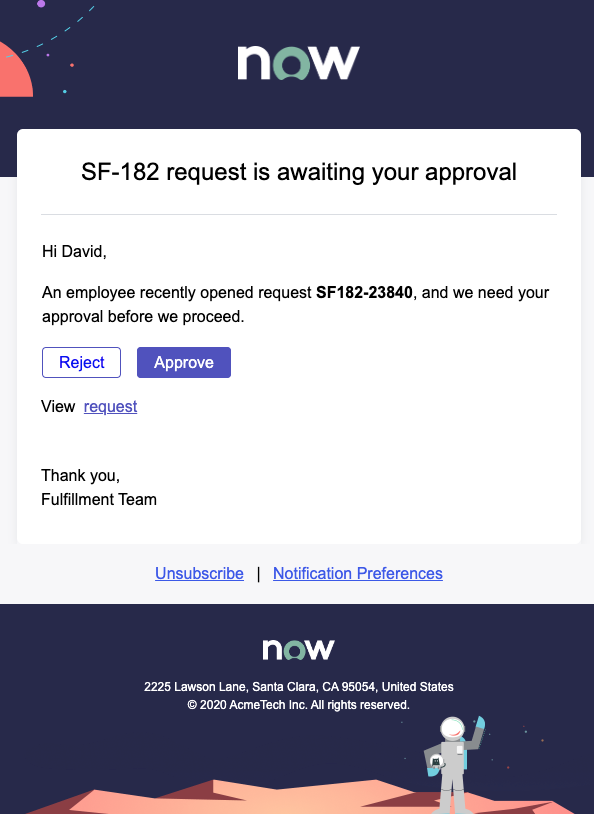 now
SF-182 request is awaiting your approval
Hi David,
An employee recently opened request SF182-23840, and we need your
approval before we proceed.
Reject Approve
View request
Thank you,
Fulfillment Team
Unsubscribe | Notification Preferences
now
2225 Lawson Lane, Santa Clara, CA 95054, United States
© 2020 AcmeTech Inc. All rights reserved.